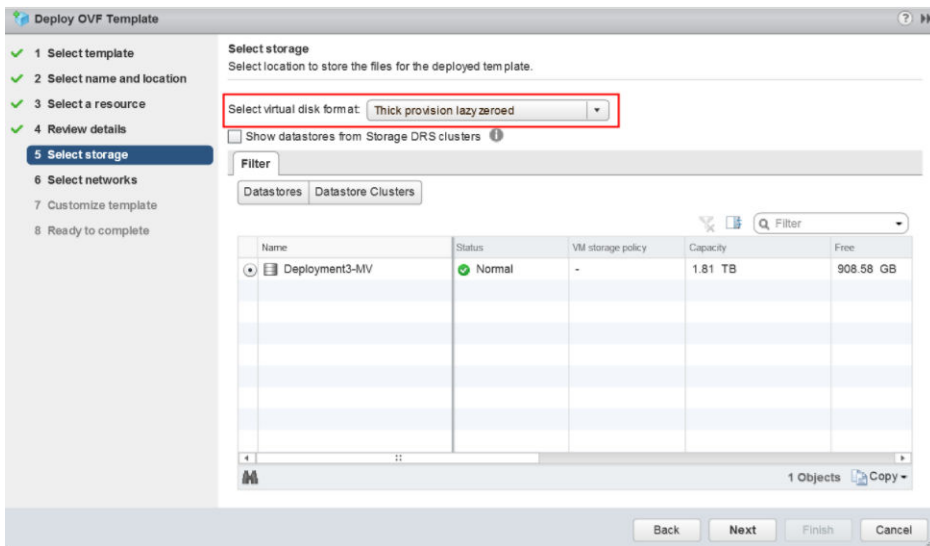 Deploy OVF Template
1 Select template
2 Select name and location
3 Select a resource
4 Review details
5 Select storage
6 Select networks
7 Customize template
8 Ready to complete
Select storage
Select location to store the files for the deployed template.
Select virtual disk format: Thick provision lazy zeroed
Show datastores from Storage DRS clusters
Filter
Datastores Datastore Clusters
Filter
Name Status VM storage policy Capacity Free
Deployment3-MV Normal - 1.81 TB 908.58 GB
1 Objects Copy
Back Next Finish Cancel